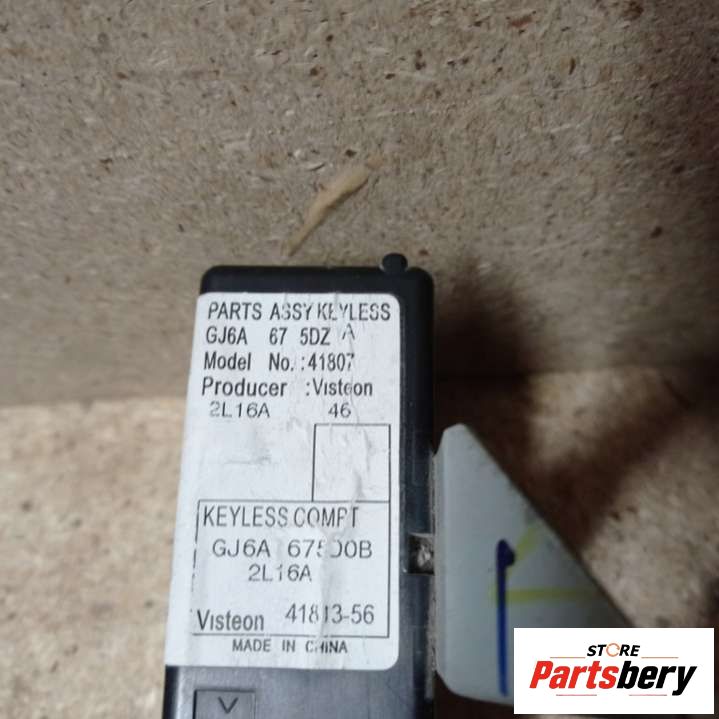 PARTS ASSY KEYLESS
GJ6A 67 5DZ A
Model No.:41807
Producer :Visteon
2L16A 46
KEYLESS COMPT
GJ6A 67500B
2L16A
Visteon 41813-56
MADE IN CHINA
STORE
Partsbery